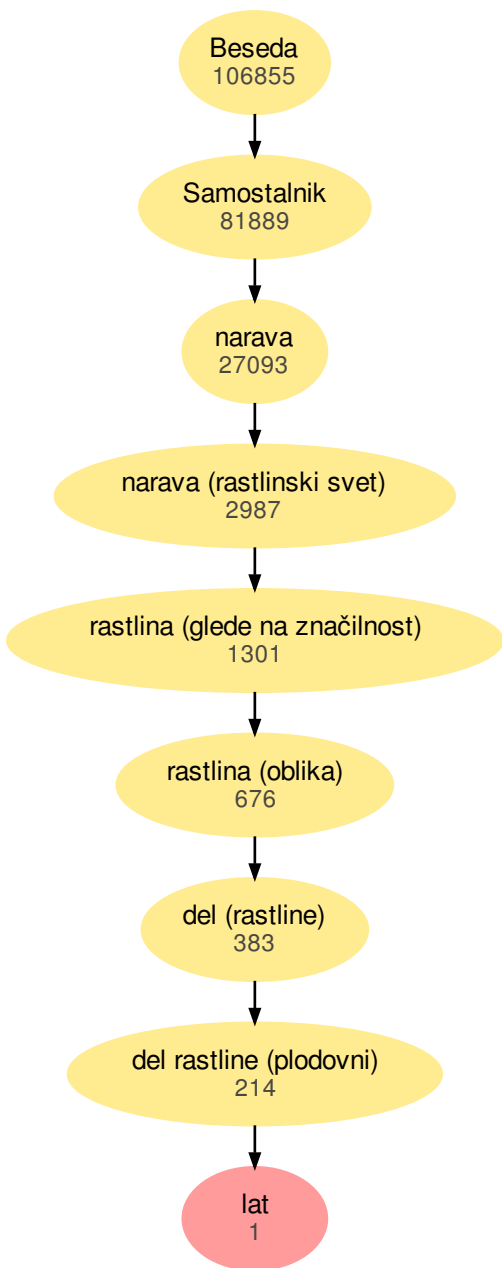 Beseda
106855
Samostalnik
81889
narava
27093
narava (rastlinski svet)
2987
rastlina (glede na značilnost)
1301
rastlina (oblika)
676
del (rastline)
383
del rastline (plodovni)
214
lat
1